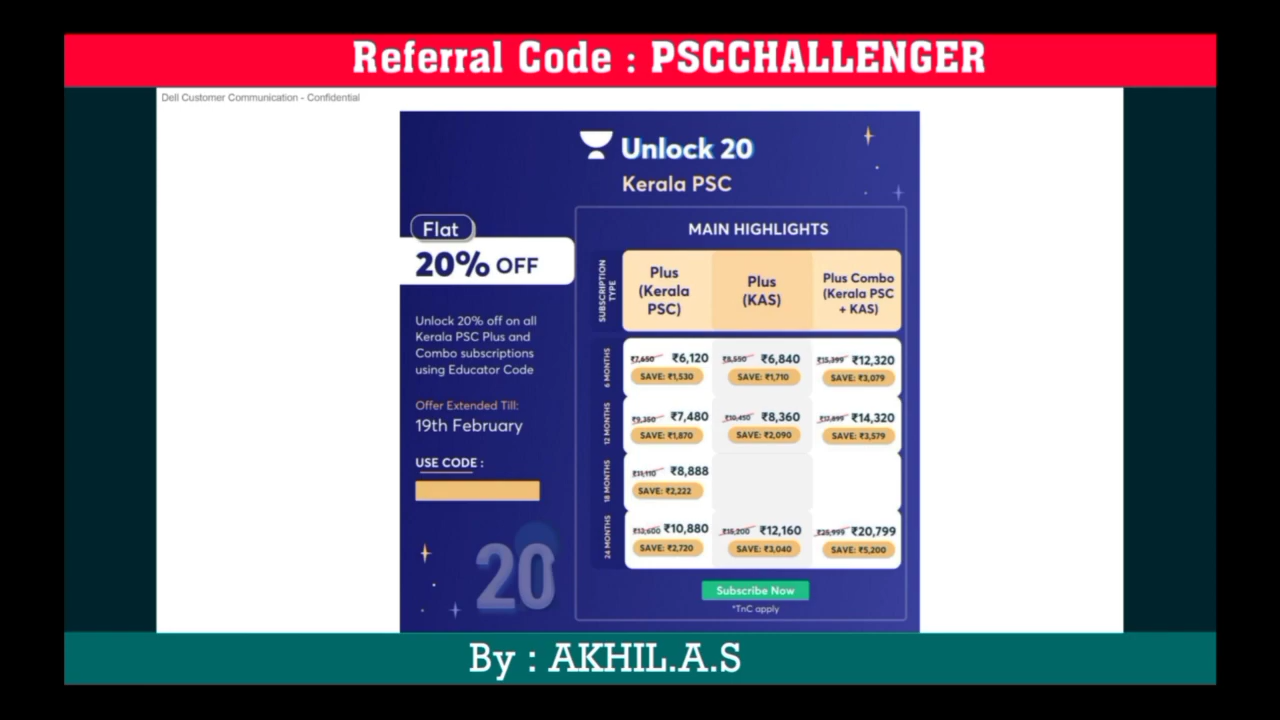 Referral Code : PSCCHALLENGER
Dell Customer Communication - Confidential
Unlock 20
Kerala PSC
Flat
20% OFF
Unlock 20% off on all
Kerala PSC Plus and
Combo subscriptions
using Educator Code
Offer Extended Till:
19th February
USE CODE :
20
MAIN HIGHLIGHTS
SUBSCRIPTION
TYPE
Plus
(Kerala
PSC)
Plus
(KAS)
Plus Combo
(Kerala PSC
+ KAS)
6 MONTHS
₹7,650 ₹6,120
SAVE: ₹1,530
₹8,550 ₹6,840
SAVE: ₹1,710
₹15,399 ₹12,320
SAVE: ₹3,079
12 MONTHS
₹9,350 ₹7,480
SAVE: ₹1,870
₹10,450 ₹8,360
SAVE: ₹2,090
₹17,899 ₹14,320
SAVE: ₹3,579
18 MONTHS
₹11,110 ₹8,888
SAVE: ₹2,222
24 MONTHS
₹13,600 ₹10,880
SAVE: ₹2,720
₹15,200 ₹12,160
SAVE: ₹3,040
₹25,999 ₹20,799
SAVE: ₹5,200
Subscribe Now
*TnC apply
By : AKHIL.A.S